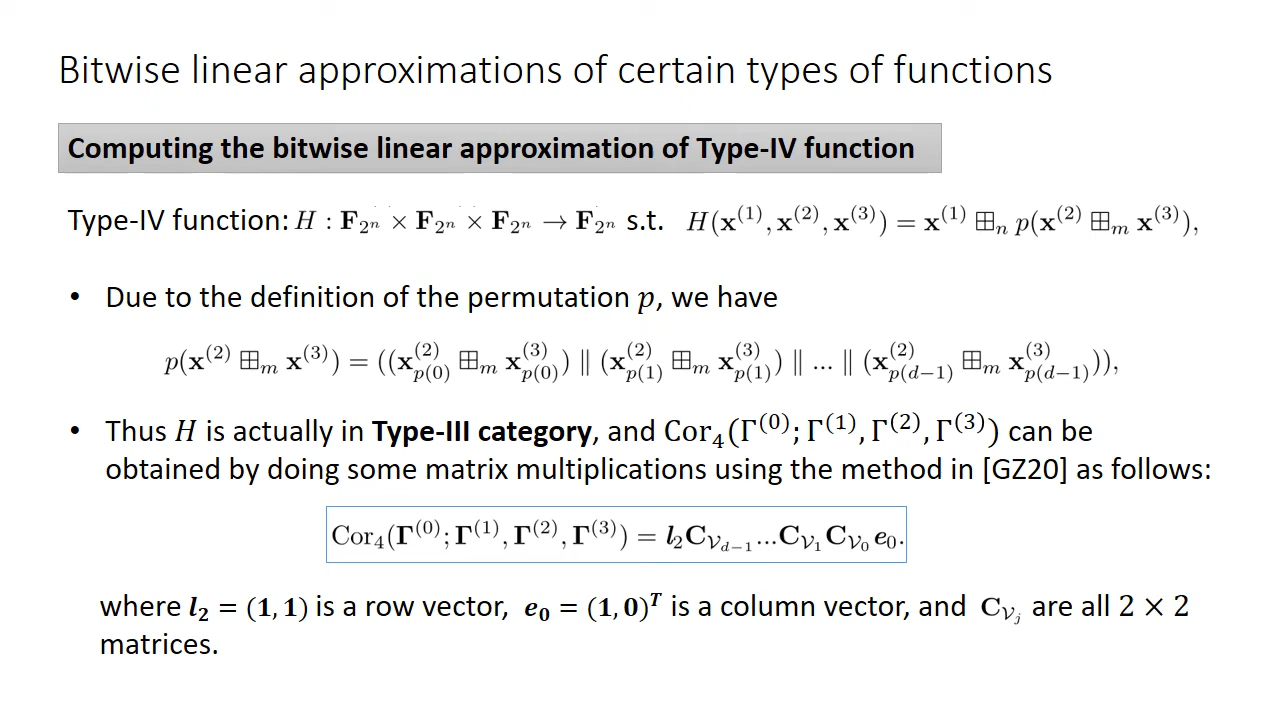 Bitwise linear approximations of certain types of functions
Computing the bitwise linear approximation of Type-IV function
Type-IV function: H : F_{2^n} × F_{2^n} × F_{2^n} → F_{2^n} s.t. H(x^{(1)}, x^{(2)}, x^{(3)}) = x^{(1)} ⊞_n p(x^{(2)} ⊞_m x^{(3)}),
• Due to the definition of the permutation p, we have
p(x^{(2)} ⊞_m x^{(3)}) = ((x^{(2)}_{p(0)} ⊞_m x^{(3)}_{p(0)}) ∥ (x^{(2)}_{p(1)} ⊞_m x^{(3)}_{p(1)}) ∥ ... ∥ (x^{(2)}_{p(d−1)} ⊞_m x^{(3)}_{p(d−1)})),
• Thus H is actually in Type-III category, and Cor_4(Γ^{(0)}; Γ^{(1)}, Γ^{(2)}, Γ^{(3)}) can be
obtained by doing some matrix multiplications using the method in [GZ20] as follows:
Cor_4(Γ^{(0)}; Γ^{(1)}, Γ^{(2)}, Γ^{(3)}) = l_2 C_{𝒱_{d−1}} ... C_{𝒱_1} C_{𝒱_0} e_0.
where l_2 = (1, 1) is a row vector, e_0 = (1, 0)^T is a column vector, and C_{𝒱_j} are all 2 × 2
matrices.